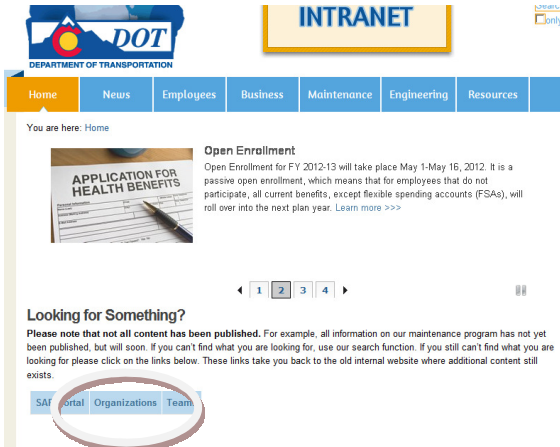 Search
INTRANET
only
DOT
DEPARTMENT OF TRANSPORTATION
Home News Employees Business Maintenance Engineering Resources
You are here: Home
Open Enrollment
APPLICATION FOR
HEALTH BENEFITS
Open Enrollment for FY 2012-13 will take place May 1-May 16, 2012. It is a
passive open enrollment, which means that for employees that do not
participate, all current benefits, except flexible spending accounts (FSAs), will
roll over into the next plan year. Learn more >>>
1 2 3 4
Looking for Something?
Please note that not all content has been published. For example, all information on our maintenance program has not yet
been published, but will soon. If you can't find what you are looking for, use our search function. If you still can't find what you are
looking for please click on the links below. These links take you back to the old internal website where additional content still
exists.
SAP Portal Organizations Team